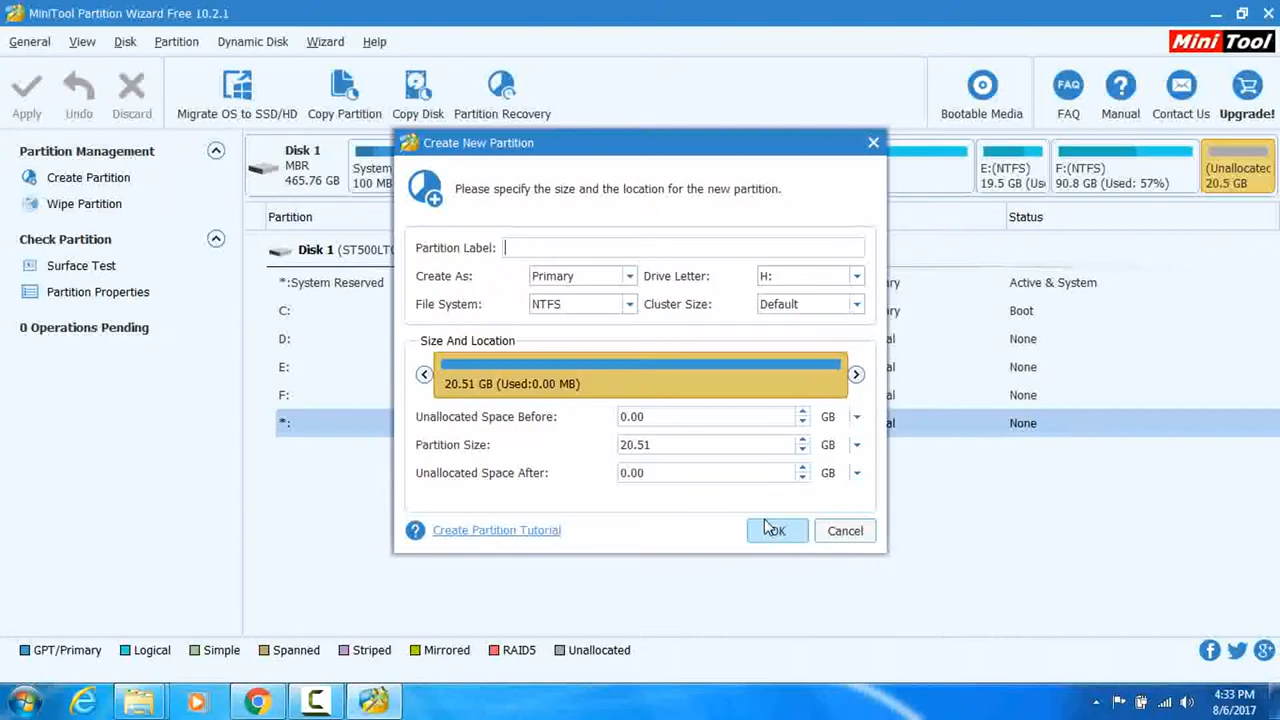 MiniTool Partition Wizard Free 10.2.1
General View Disk Partition Dynamic Disk Wizard Help
Mini Tool
Apply Undo Discard Migrate OS to SSD/HD Copy Partition Copy Disk Partition Recovery Bootable Media FAQ Manual Contact Us Upgrade!
FAQ
Partition Management
Create Partition
Wipe Partition
Check Partition
Surface Test
Partition Properties
0 Operations Pending
Disk 1
MBR
465.76 GB
System
100 MB
E:(NTFS)
19.5 GB (Us
F:(NTFS)
90.8 GB (Used: 57%)
(Unallocated
20.5 GB
Partition Status
Disk 1 (ST500LT
*:System Reserved Active & System
C: Boot
D: None
E: None
F: None
*: None
Create New Partition
Please specify the size and the location for the new partition.
Partition Label:
Create As: Primary Drive Letter: H:
File System: NTFS Cluster Size: Default
Size And Location
20.51 GB (Used:0.00 MB)
Unallocated Space Before: 0.00 GB
Partition Size: 20.51 GB
Unallocated Space After: 0.00 GB
Create Partition Tutorial OK Cancel
GPT/Primary Logical Simple Spanned Striped Mirrored RAID5 Unallocated
4:33 PM
8/6/2017